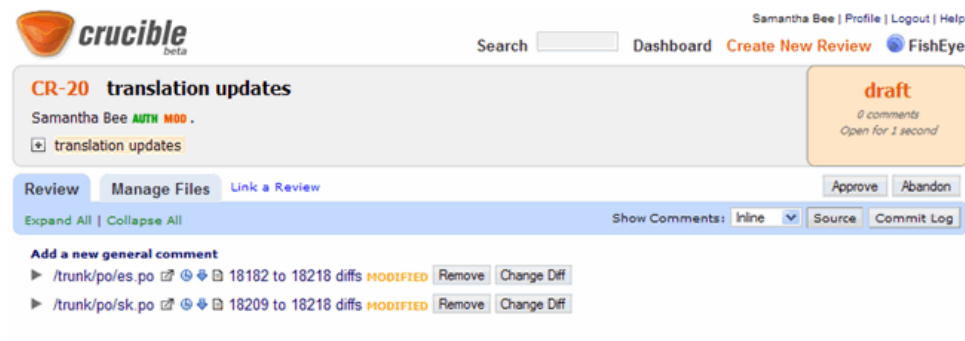 Samantha Bee | Profile | Logout | Help
crucible
beta
Search Dashboard Create New Review FishEye
CR-20 translation updates
Samantha Bee AUTH MOD .
translation updates
draft
0 comments
Open for 1 second
Review Manage Files Link a Review Approve Abandon
Expand All | Collapse All Show Comments: Inline Source Commit Log
Add a new general comment
/trunk/po/es.po 18182 to 18218 diffs MODIFIED Remove Change Diff
/trunk/po/sk.po 18209 to 18218 diffs MODIFIED Remove Change Diff